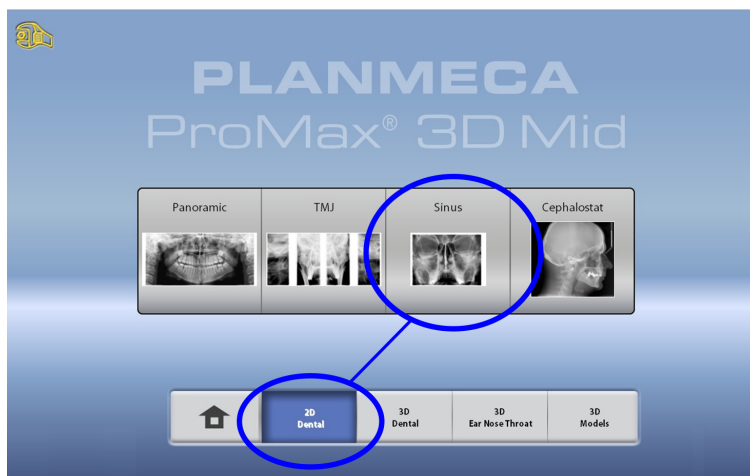 PLANMECA
ProMax® 3D Mid
Panoramic
TMJ
Sinus
Cephalostat
2D
Dental
3D
Dental
3D
Ear Nose Throat
3D
Models